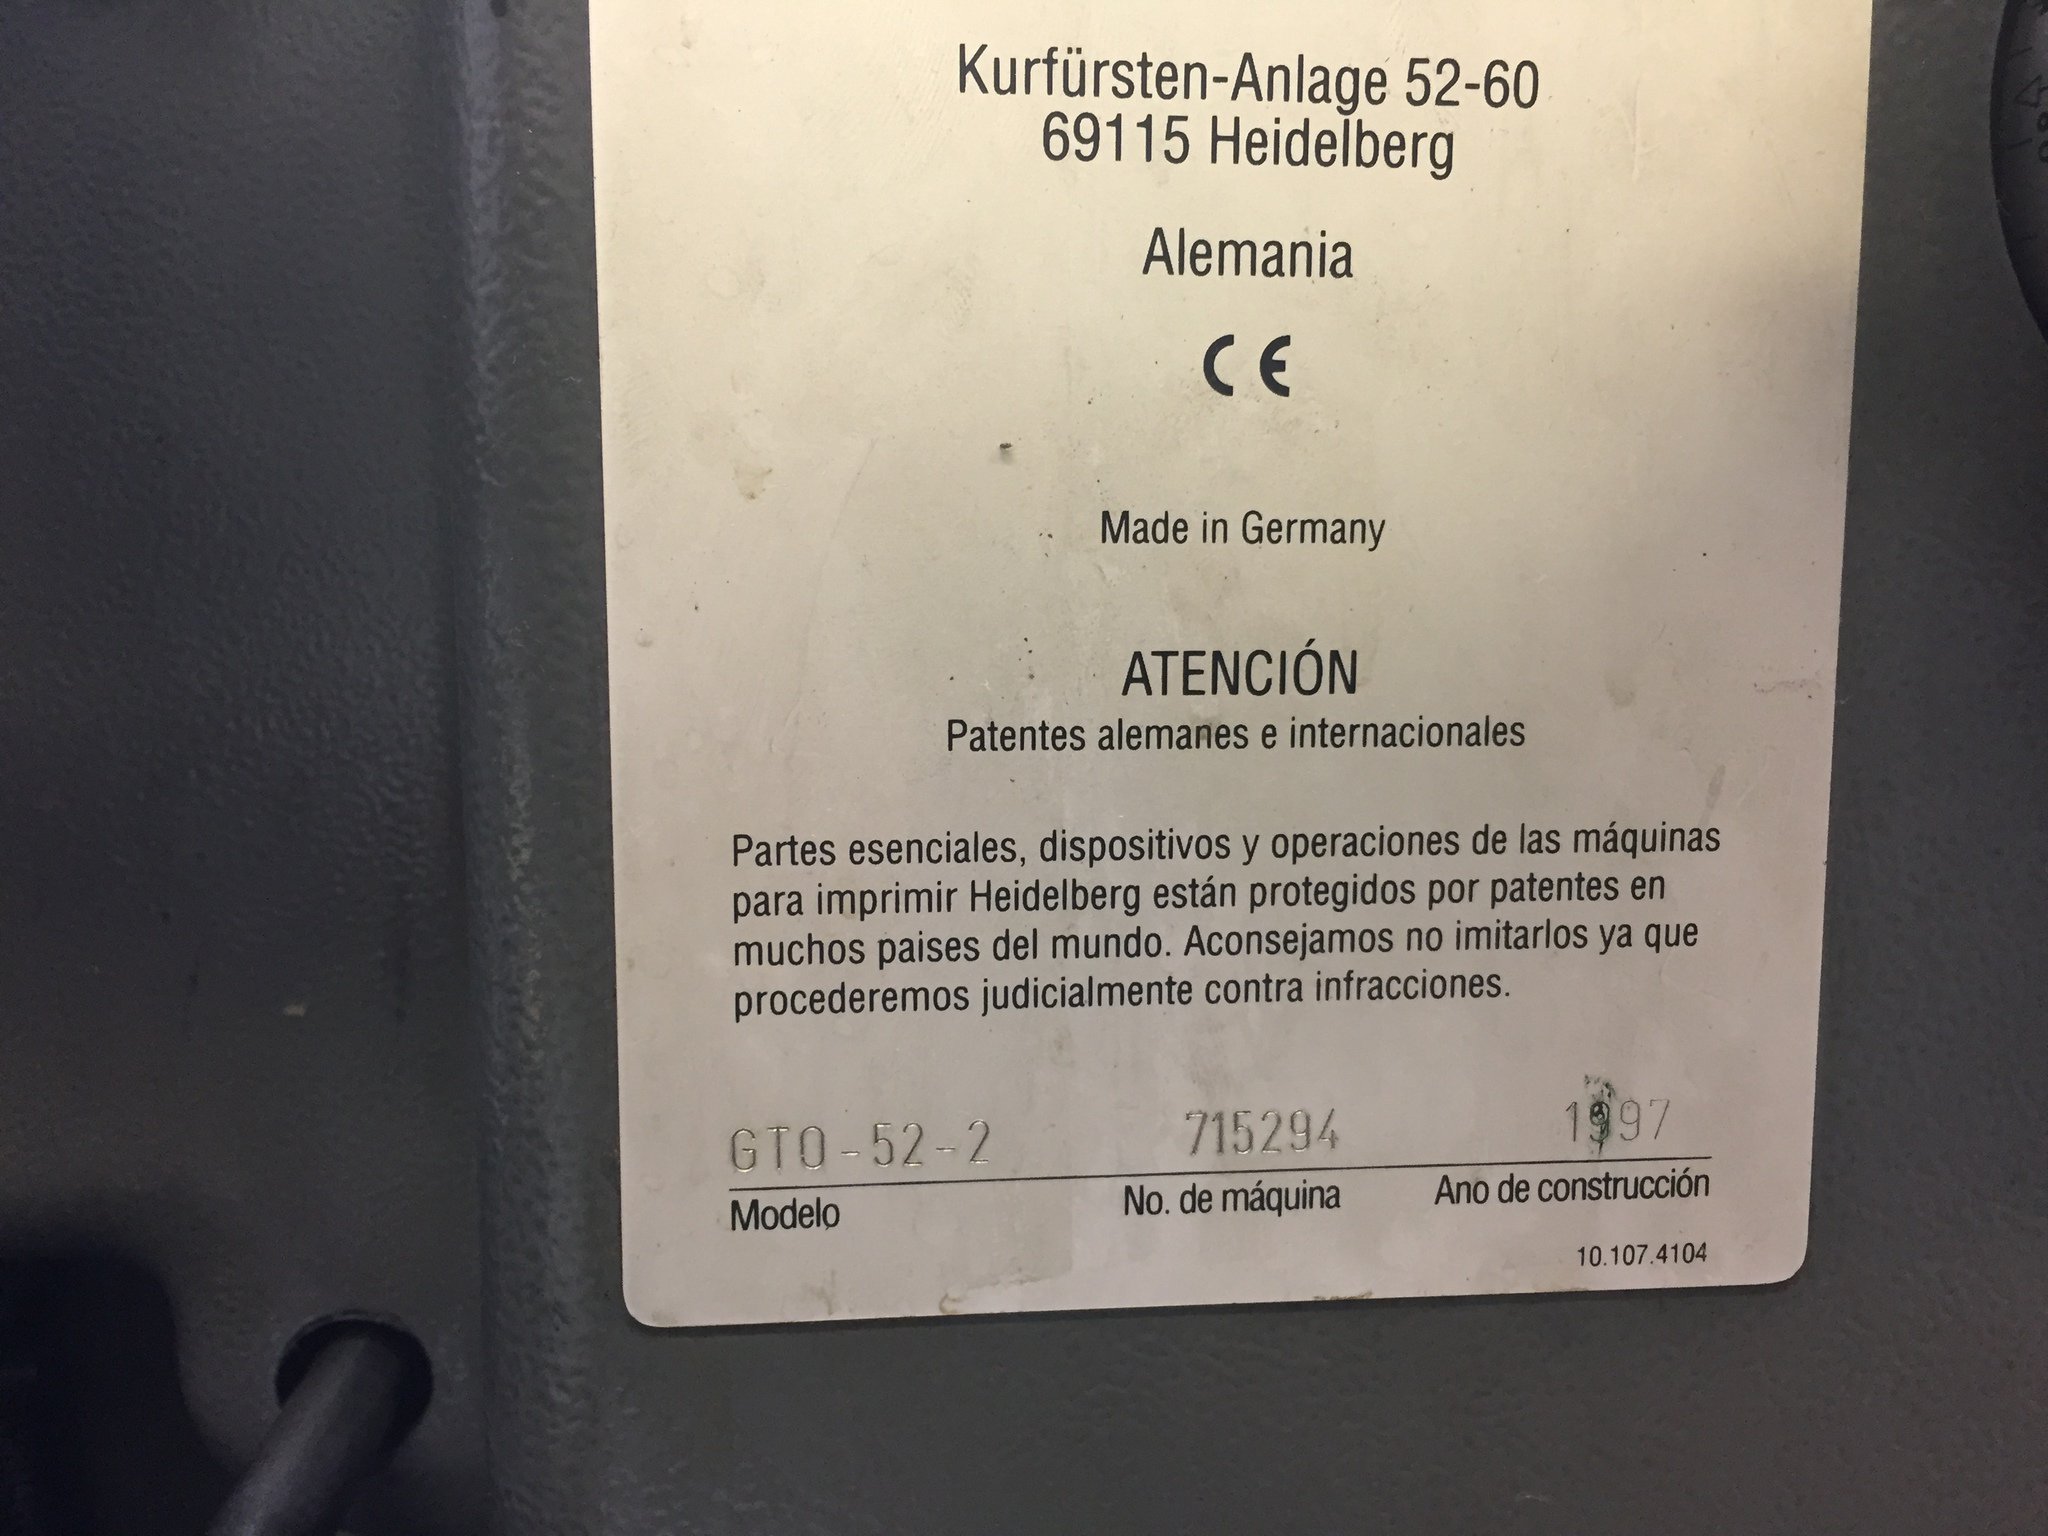 Kurfürsten-Anlage 52-60
69115 Heidelberg
Alemania
CE
Made in Germany
ATENCIÓN
Patentes alemanes e internacionales
Partes esenciales, dispositivos y operaciones de las máquinas
para imprimir Heidelberg están protegidos por patentes en
muchos paises del mundo. Aconsejamos no imitarlos ya que
procederemos judicialmente contra infracciones.
GTO-52-2 715294 1997
Modelo No. de máquina Ano de construcción
10.107.4104